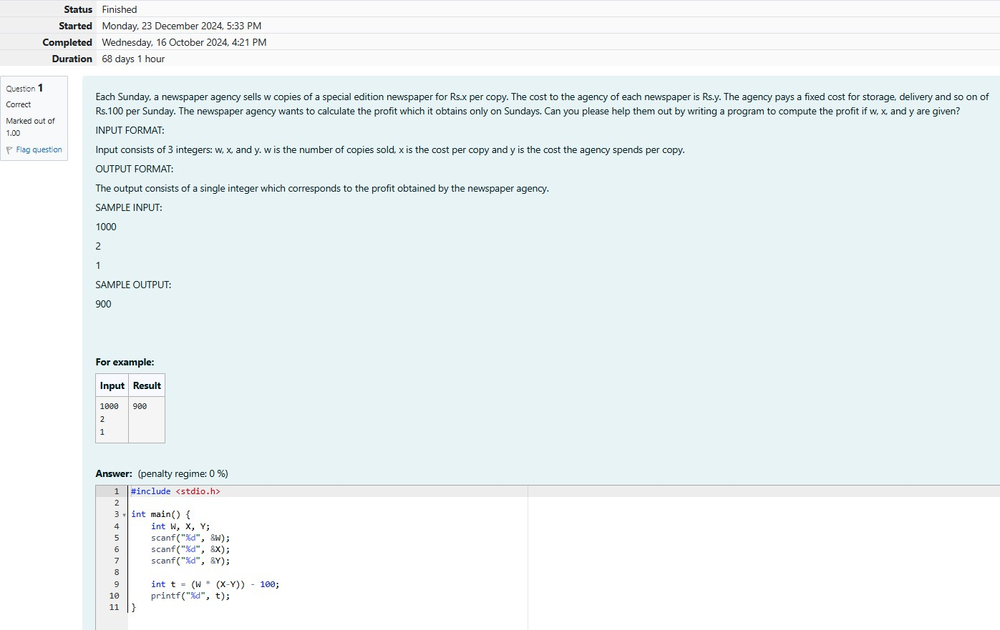 Status Finished
Started Monday, 23 December 2024, 5:33 PM
Completed Wednesday, 16 October 2024, 4:21 PM
Duration 68 days 1 hour
Question 1
Correct
Marked out of
1.00
Flag question
Each Sunday, a newspaper agency sells w copies of a special edition newspaper for Rs.x per copy. The cost to the agency of each newspaper is Rs.y. The agency pays a fixed cost for storage, delivery and so on of
Rs.100 per Sunday. The newspaper agency wants to calculate the profit which it obtains only on Sundays. Can you please help them out by writing a program to compute the profit if w, x, and y are given?
INPUT FORMAT:
Input consists of 3 integers: w, x, and y. w is the number of copies sold, x is the cost per copy and y is the cost the agency spends per copy.
OUTPUT FORMAT:
The output consists of a single integer which corresponds to the profit obtained by the newspaper agency.
SAMPLE INPUT:
1000
2
1
SAMPLE OUTPUT:
900
For example:
Input Result
1000 900
2
1
Answer: (penalty regime: 0 %)
1 #include <stdio.h>
2
3 int main() {
4     int W, X, Y;
5     scanf("%d", &W);
6     scanf("%d", &X);
7     scanf("%d", &Y);
8
9     int t = (W * (X-Y)) - 100;
10     printf("%d", t);
11 }